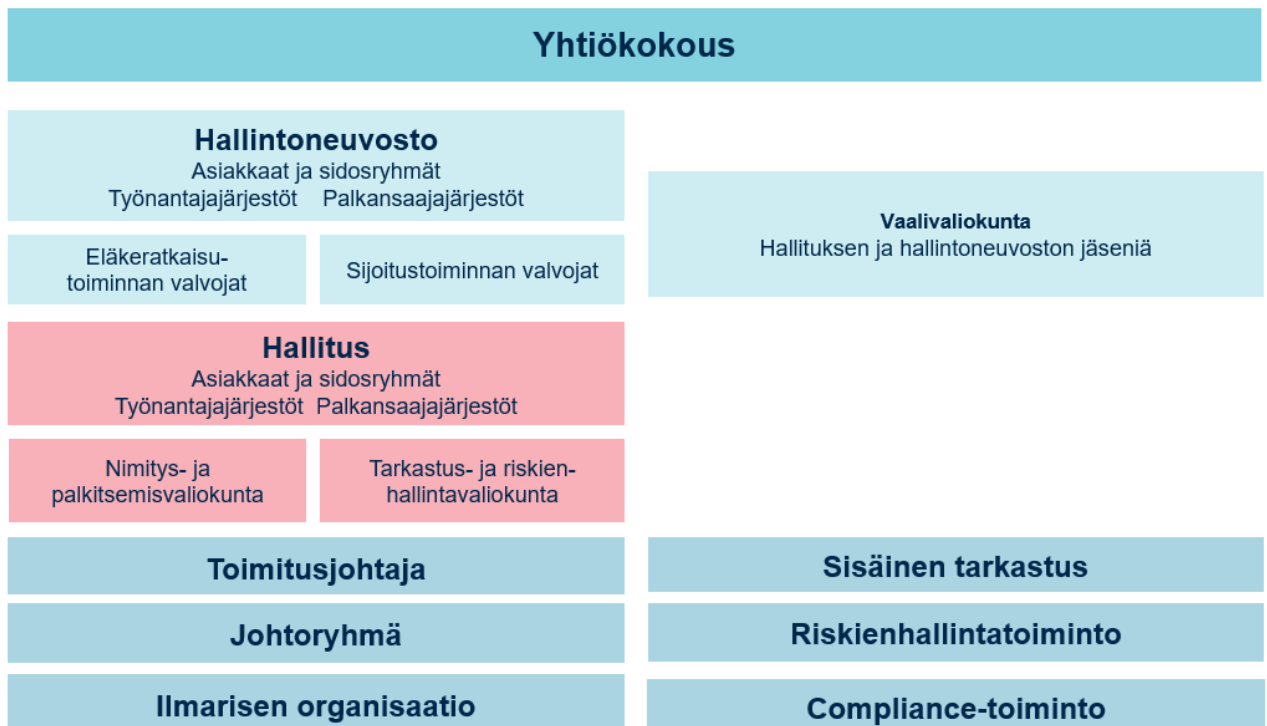 Yhtiökokous
Hallintoneuvosto
Asiakkaat ja sidosryhmät
Työnantajajärjestöt Palkansaajajärjestöt
Eläkeratkaisu-
toiminnan valvojat
Sijoitustoiminnan valvojat
Vaalivaliokunta
Hallituksen ja hallintoneuvoston jäseniä
Hallitus
Asiakkaat ja sidosryhmät
Työnantajajärjestöt Palkansaajajärjestöt
Nimitys- ja
palkitsemisvaliokunta
Tarkastus- ja riskien-
hallintavaliokunta
Toimitusjohtaja
Sisäinen tarkastus
Johtoryhmä
Riskienhallintatoiminto
Ilmarisen organisaatio
Compliance-toiminto